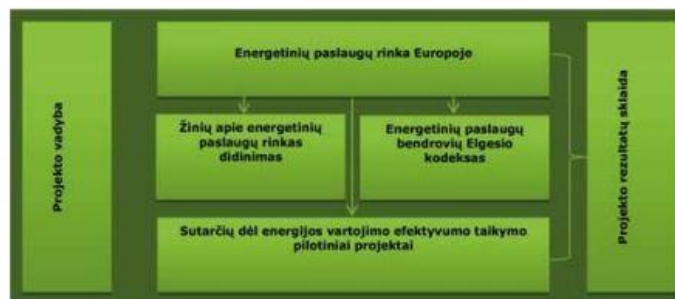 Projekto vadyba
Energetinių paslaugų rinka Europoje
Žinių apie energetinių
paslaugų rinkas
didinimas
Energetinių paslaugų
bendrovių Elgesio
kodeksas
Sutarčių dėl energijos vartojimo efektyvumo taikymo
pilotiniai projektai
Projekto rezultatų sklaida